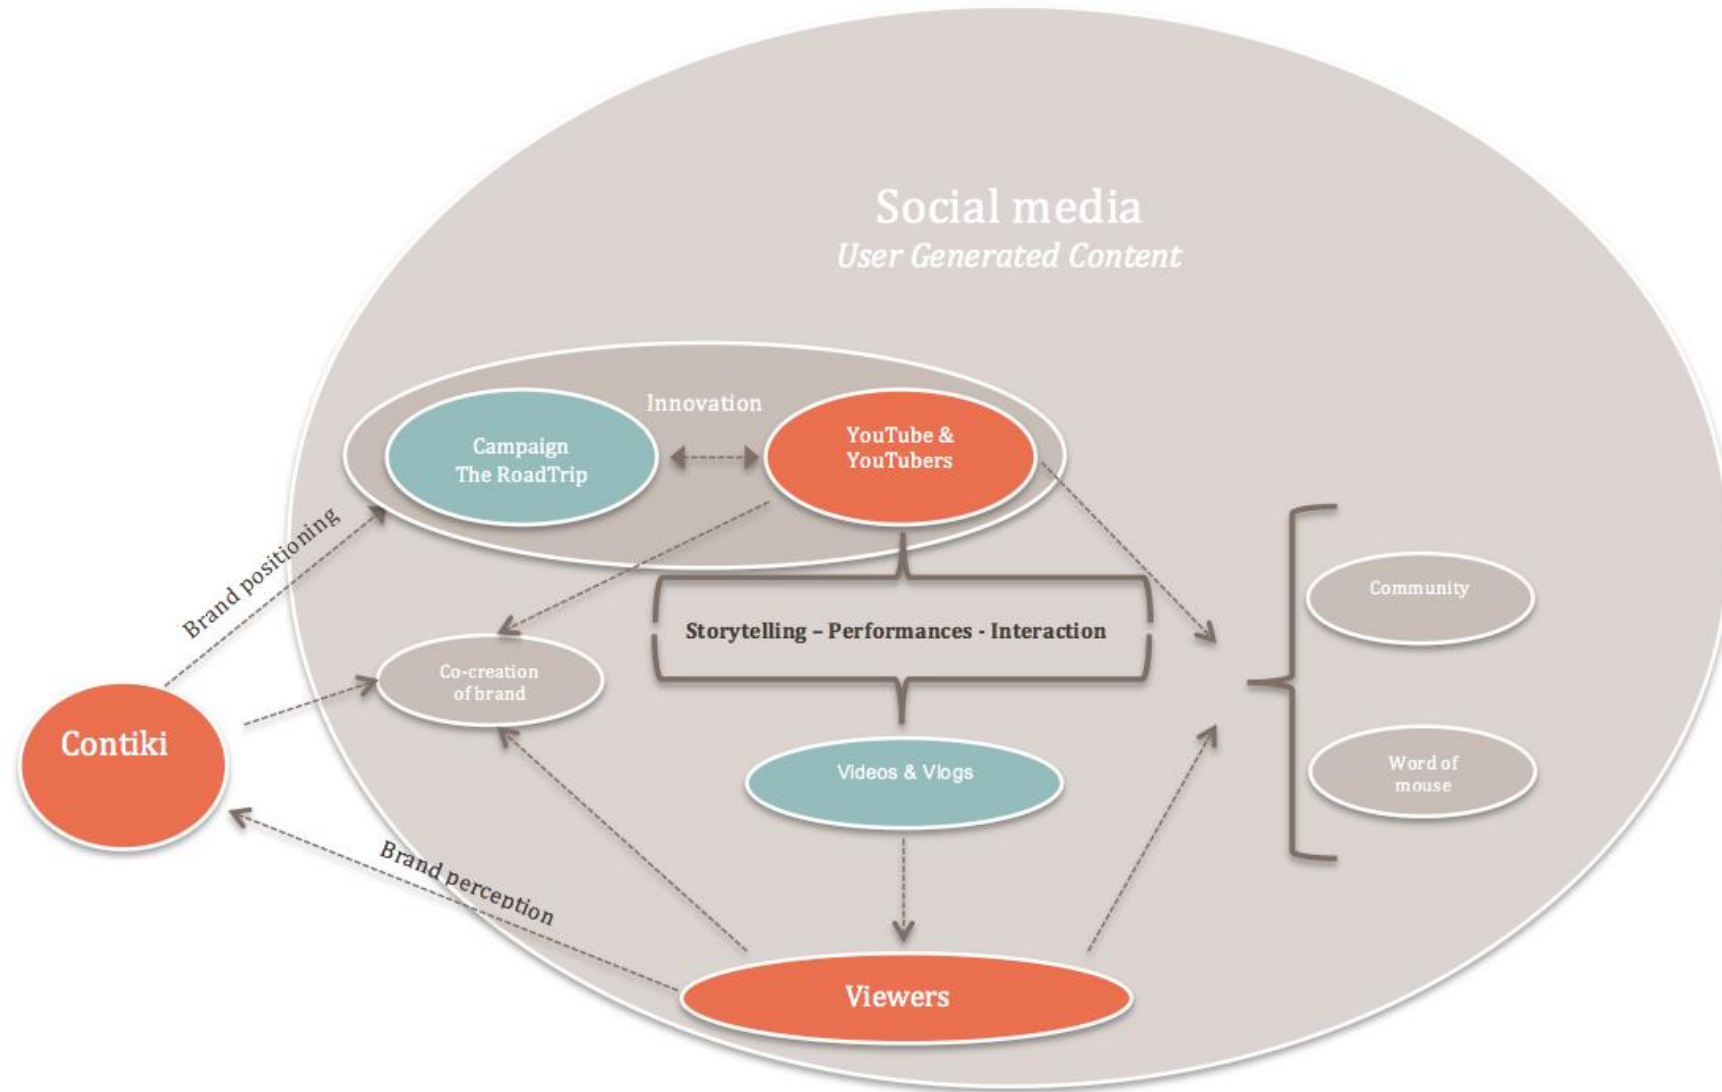 Social media
User Generated Content
Innovation
Campaign
The RoadTrip
YouTube &
YouTubers
Brand positioning
Community
Storytelling – Performances - Interaction
Co-creation
of brand
Contiki
Videos & Vlogs
Word of
mouse
Brand perception
Viewers